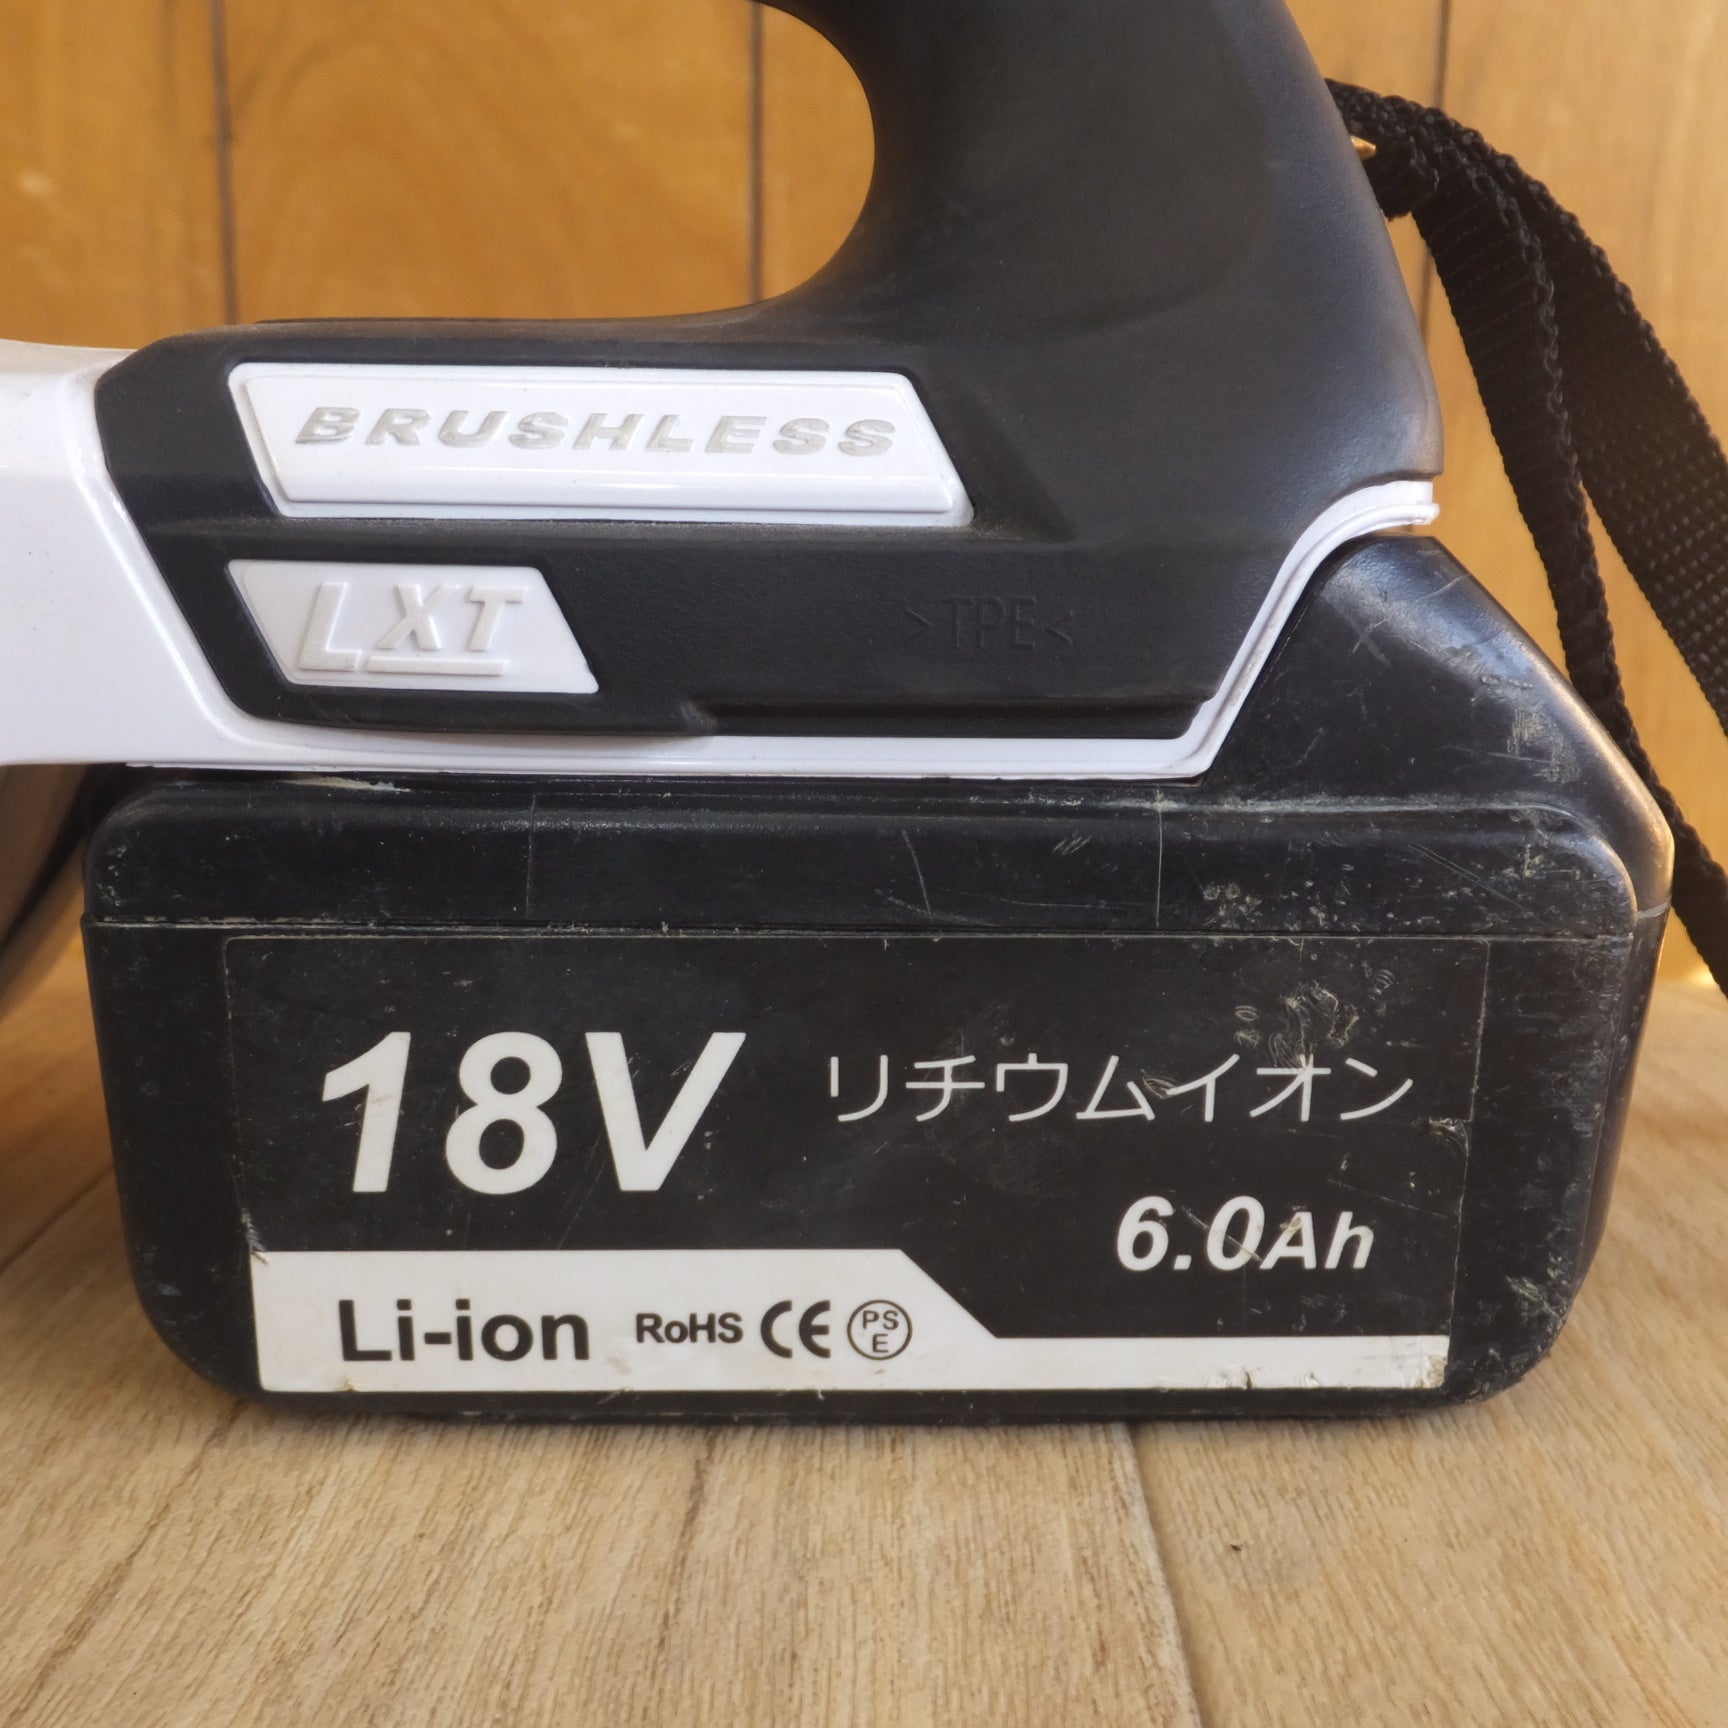 BRUSHLESS
LXT
>TPE<
18V リチウムイオン
6.0Ah
Li-ion RoHS CE PSE